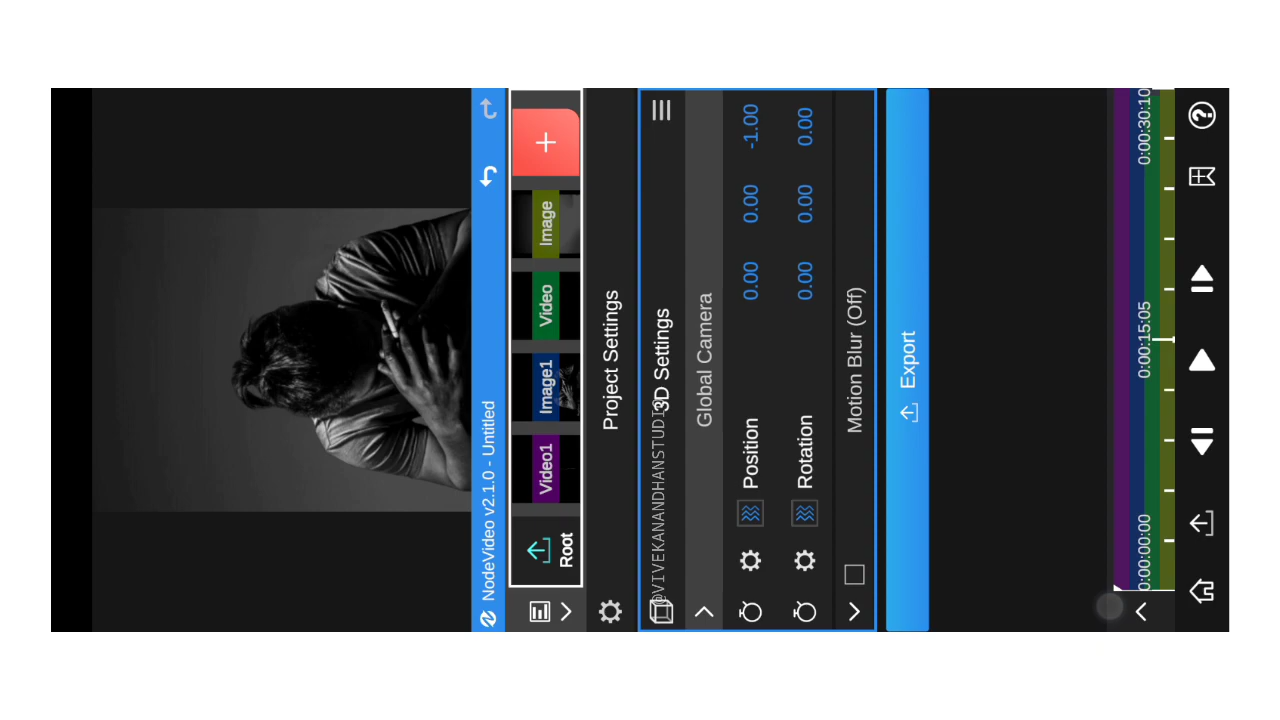 NodeVideo v2.1.0 - Untitled
Root
Video1
Image1
Video
Image
+
Project Settings
3D Settings
@VIVEKANANDHANSTUDIO
Global Camera
Position 0.00 0.00 -1.00
Rotation 0.00 0.00 0.00
Motion Blur (Off)
Export
0:00:00:00 0:00:15:05 0:00:30:10